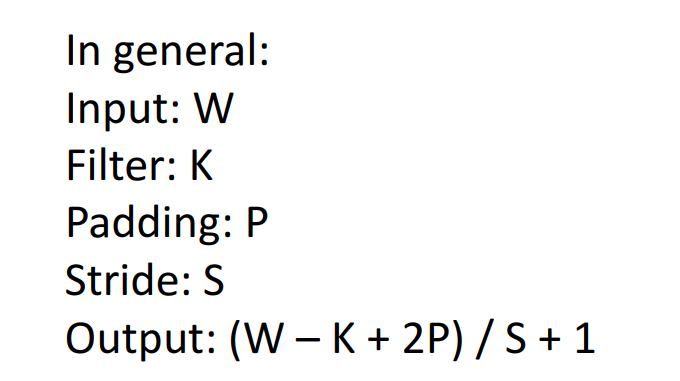 In general:
Input: W
Filter: K
Padding: P
Stride: S
Output: (W – K + 2P) / S + 1